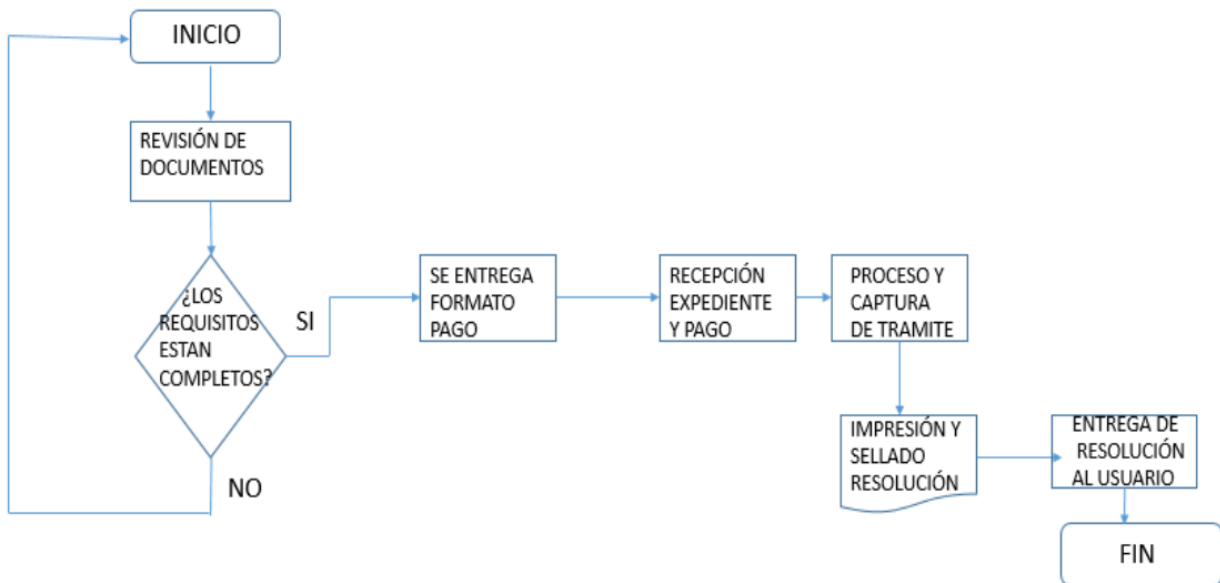 INICIO
REVISIÓN DE
DOCUMENTOS
¿LOS
REQUISITOS
ESTAN
COMPLETOS?
SI
NO
SE ENTREGA
FORMATO
PAGO
RECEPCIÓN
EXPEDIENTE
Y PAGO
PROCESO Y
CAPTURA
DE TRAMITE
IMPRESIÓN Y
SELLADO
RESOLUCIÓN
ENTREGA DE
RESOLUCIÓN
AL USUARIO
FIN